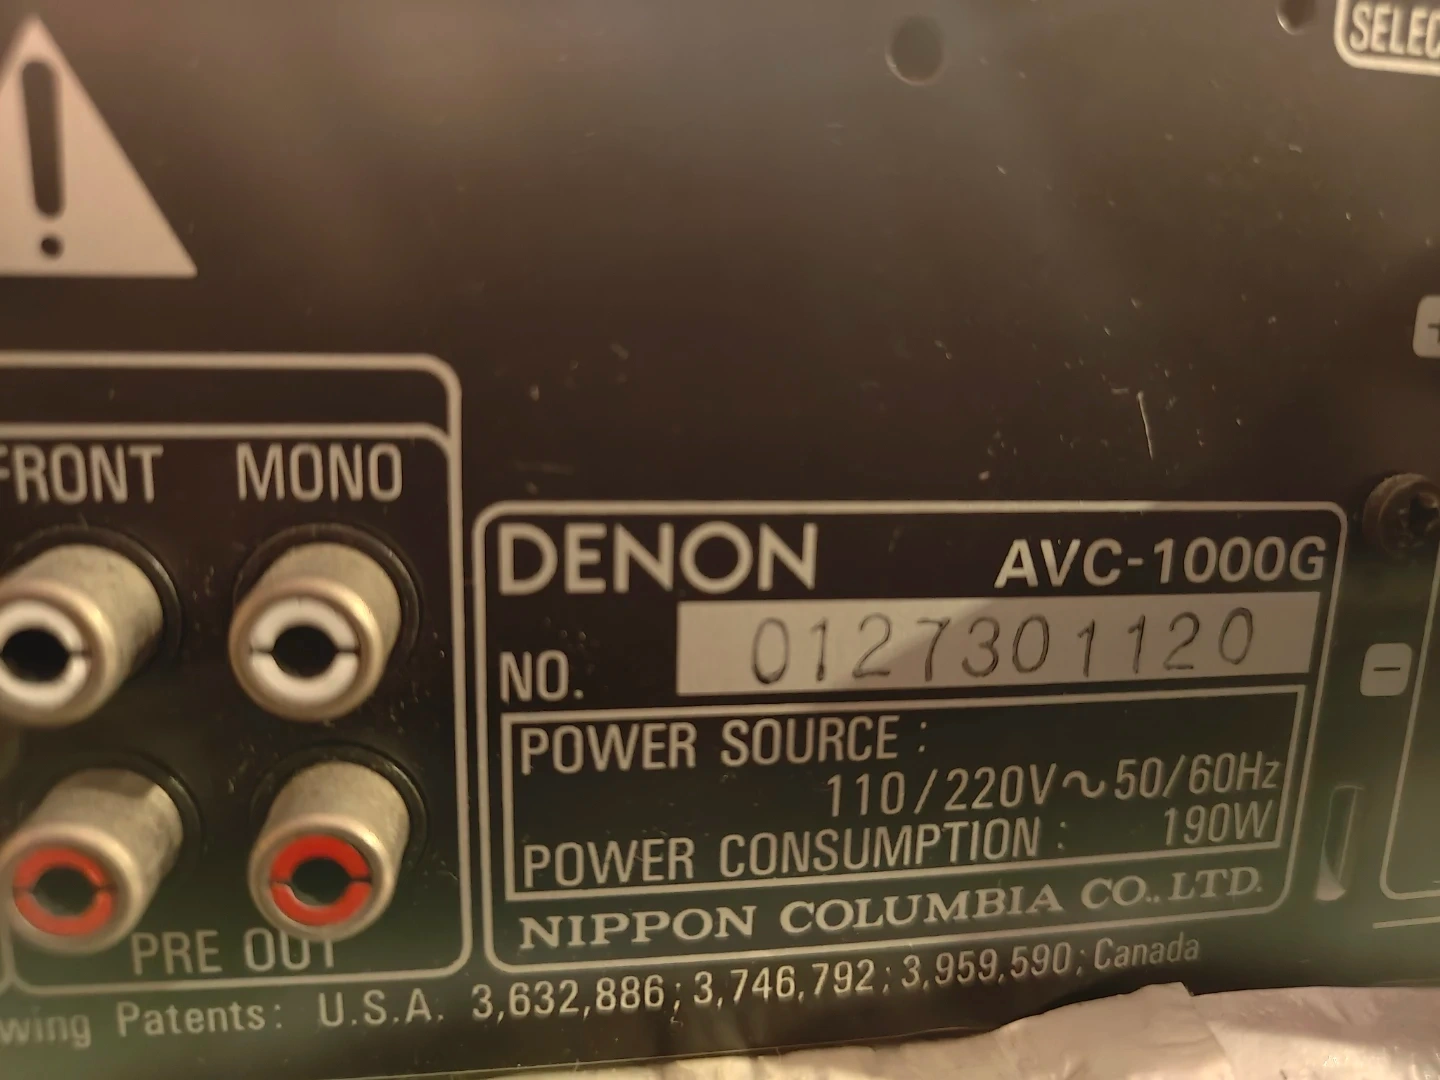 SELEC
FRONT MONO
DENON AVC-1000G
NO. 0127301120
POWER SOURCE :
110/220V～50/60Hz
POWER CONSUMPTION : 190W
NIPPON COLUMBIA CO., LTD.
PRE OUT
wing Patents: U.S.A. 3,632,886; 3,746,792; 3,959,590; Canada